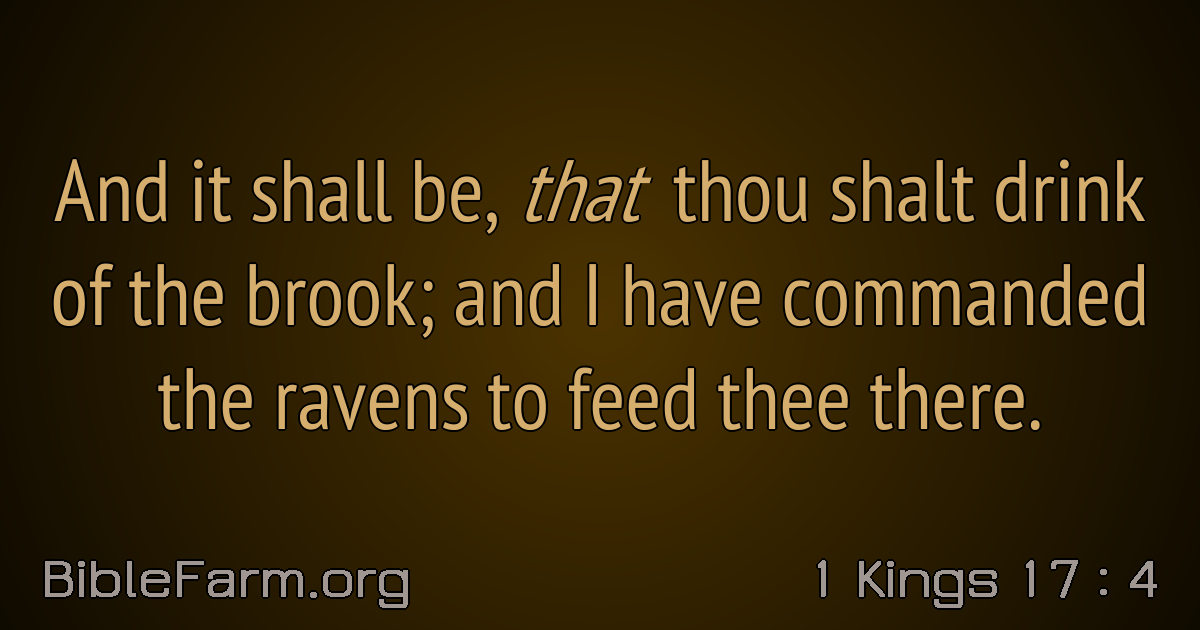 And it shall be, that thou shalt drink
of the brook; and I have commanded
the ravens to feed thee there.
BibleFarm.org
1 Kings 17 : 4